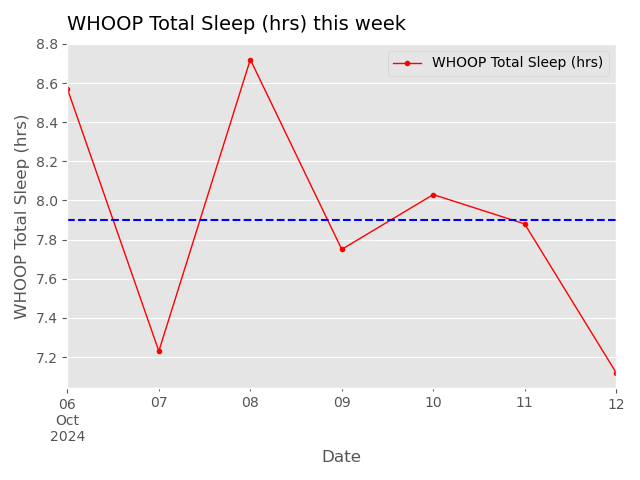 WHOOP Total Sleep (hrs) this week
WHOOP Total Sleep (hrs)
WHOOP Total Sleep (hrs)
8.8
8.6
8.4
8.2
8.0
7.8
7.6
7.4
7.2
06 07 08 09 10 11 12
Oct
2024
Date